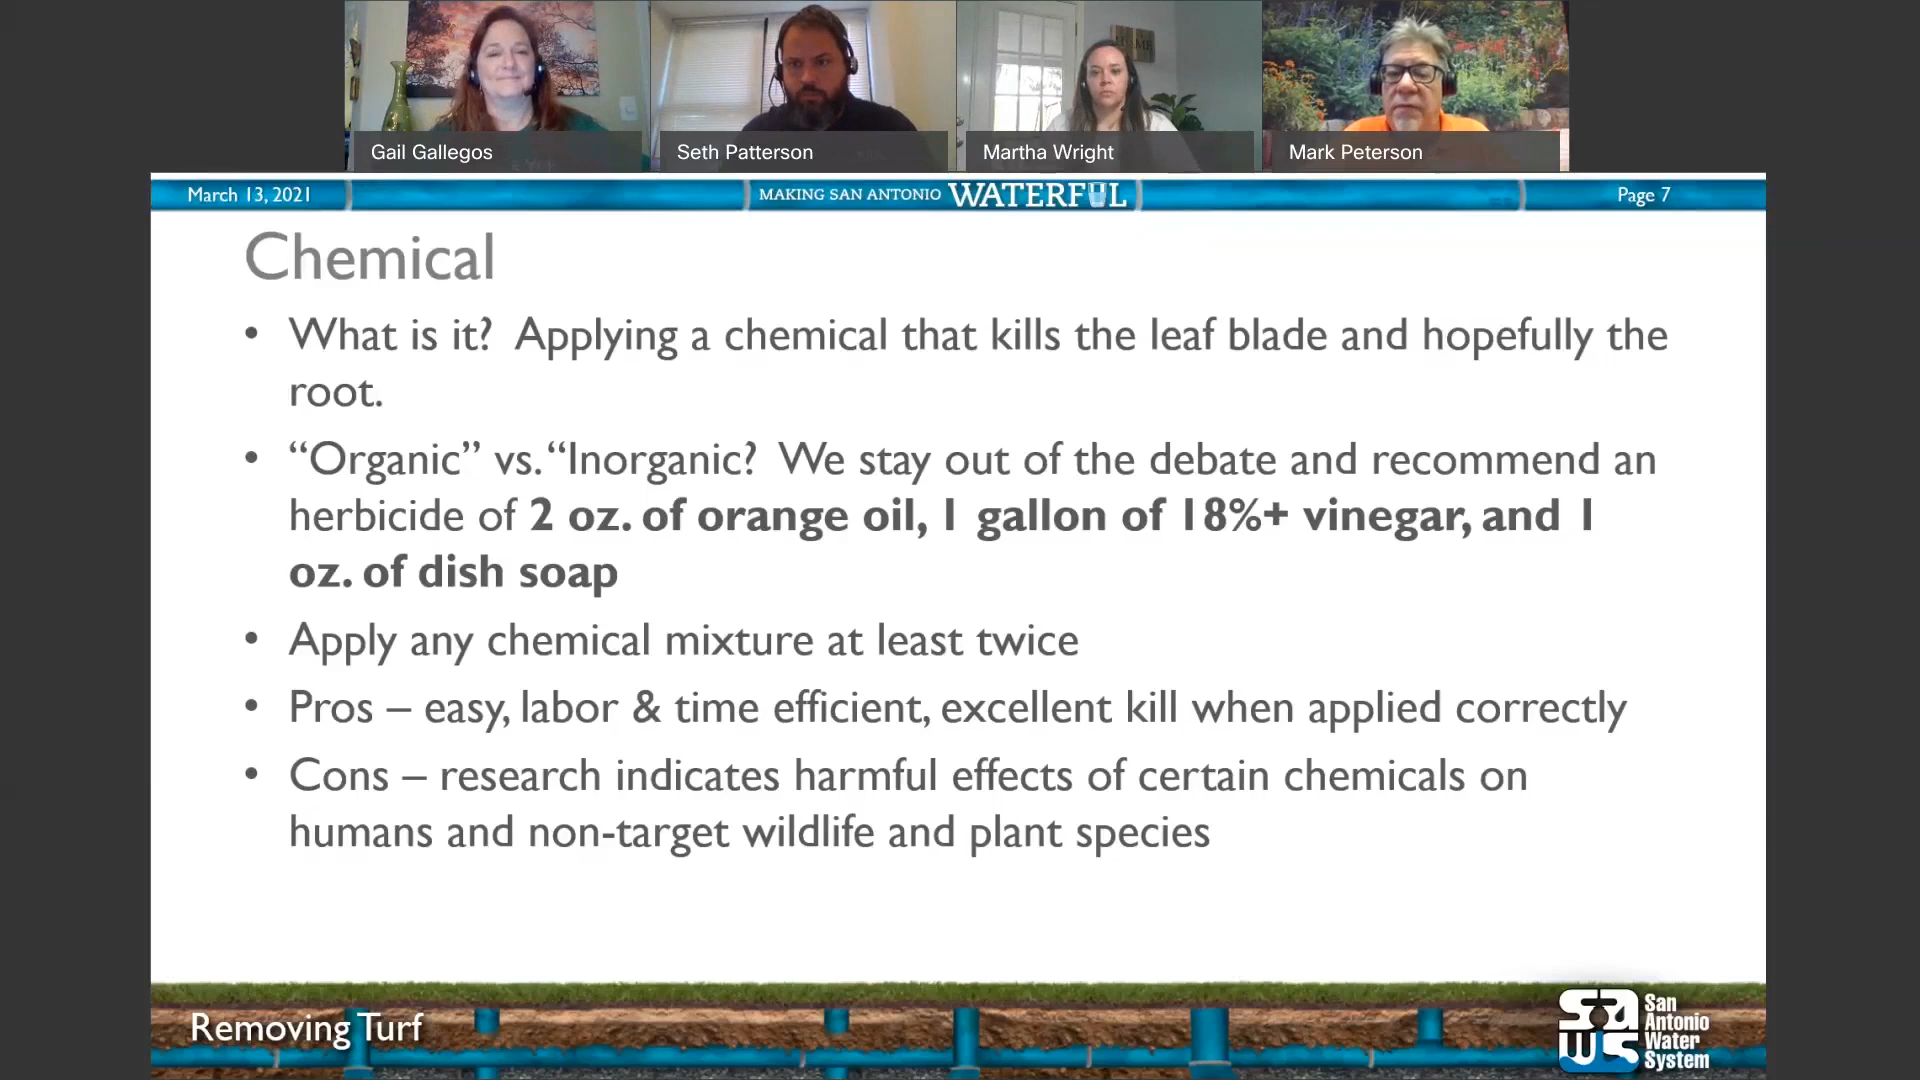 Gail Gallegos
Seth Patterson
Martha Wright
Mark Peterson
March 13, 2021
MAKING SAN ANTONIO WATERFUL
Page 7
Chemical
• What is it?  Applying a chemical that kills the leaf blade and hopefully the
root.
• “Organic” vs. “Inorganic?  We stay out of the debate and recommend an
herbicide of 2 oz. of orange oil, 1 gallon of 18%+ vinegar, and 1
oz. of dish soap
• Apply any chemical mixture at least twice
• Pros – easy, labor & time efficient, excellent kill when applied correctly
• Cons – research indicates harmful effects of certain chemicals on
humans and non-target wildlife and plant species
Removing Turf
saws
San
Antonio
Water
System